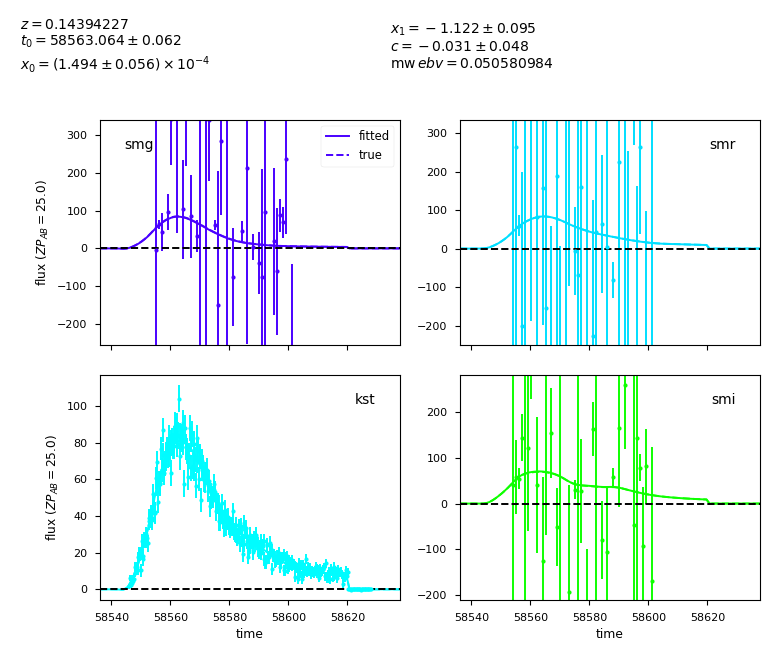 z = 0.14394227
t₀ = 58563.064 ± 0.062
x₀ = (1.494 ± 0.056) × 10⁻⁴
x₁ = −1.122 ± 0.095
c = −0.031 ± 0.048
mw ebv = 0.050580984
smg
fitted
true
300
200
100
0
−100
−200
flux (ZP_AB = 25.0)
smr
300
200
100
0
−100
−200
kst
100
80
60
40
20
0
flux (ZP_AB = 25.0)
58540 58560 58580 58600 58620
time
smi
200
100
0
−100
−200
58540 58560 58580 58600 58620
time